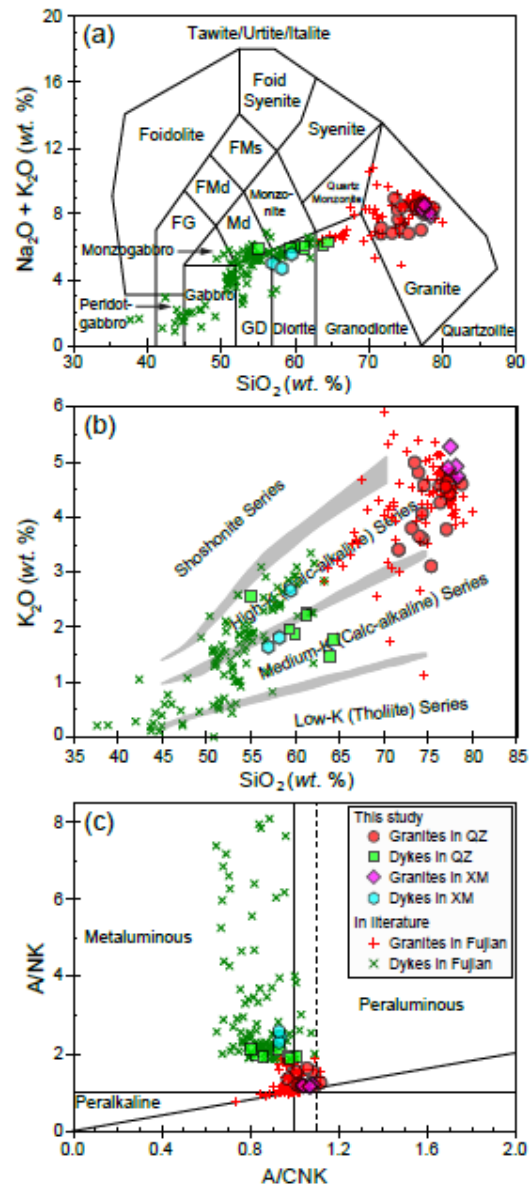 (a)
Tawite/Urtite/Italite
Foid
Syenite
Foidolite
Syenite
FMs
FMd
Monzo-
nite
Quartz
Monzonite
FG
Md
Monzogabbro
Peridot-
gabbro
Gabbro
GD
Diorite
Granodiorite
Granite
Quartzolite
Na2O + K2O (wt. %)
0
4
8
12
16
20
30
40
50
60
70
80
90
SiO2 (wt. %)
(b)
Shoshonite Series
High-K (Calc-alkaline) Series
Medium-K (Calc-alkaline) Series
Low-K (Tholiite) Series
K2O (wt. %)
0
1
2
3
4
5
6
35
40
45
50
55
60
65
70
75
80
85
SiO2 (wt. %)
(c)
Metaluminous
Peraluminous
Peralkaline
This study
Granites in QZ
Dykes in QZ
Granites in XM
Dykes in XM
In literature
Granites in Fujian
Dykes in Fujian
A/NK
0
2
4
6
8
0.0
0.4
0.8
1.2
1.6
2.0
A/CNK